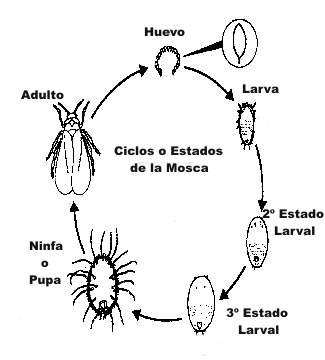 Huevo
Adulto
Larva
Ciclos o Estados
de la Mosca
2º Estado
Larval
Ninfa
o
Pupa
3º Estado
Larval